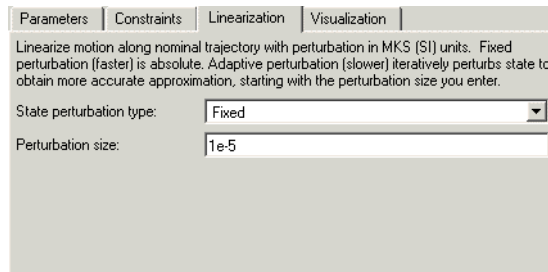 Parameters Constraints Linearization Visualization
Linearize motion along nominal trajectory with perturbation in MKS (SI) units. Fixed
perturbation (faster) is absolute. Adaptive perturbation (slower) iteratively perturbs state to
obtain more accurate approximation, starting with the perturbation size you enter.
State perturbation type: Fixed
Perturbation size: 1e-5